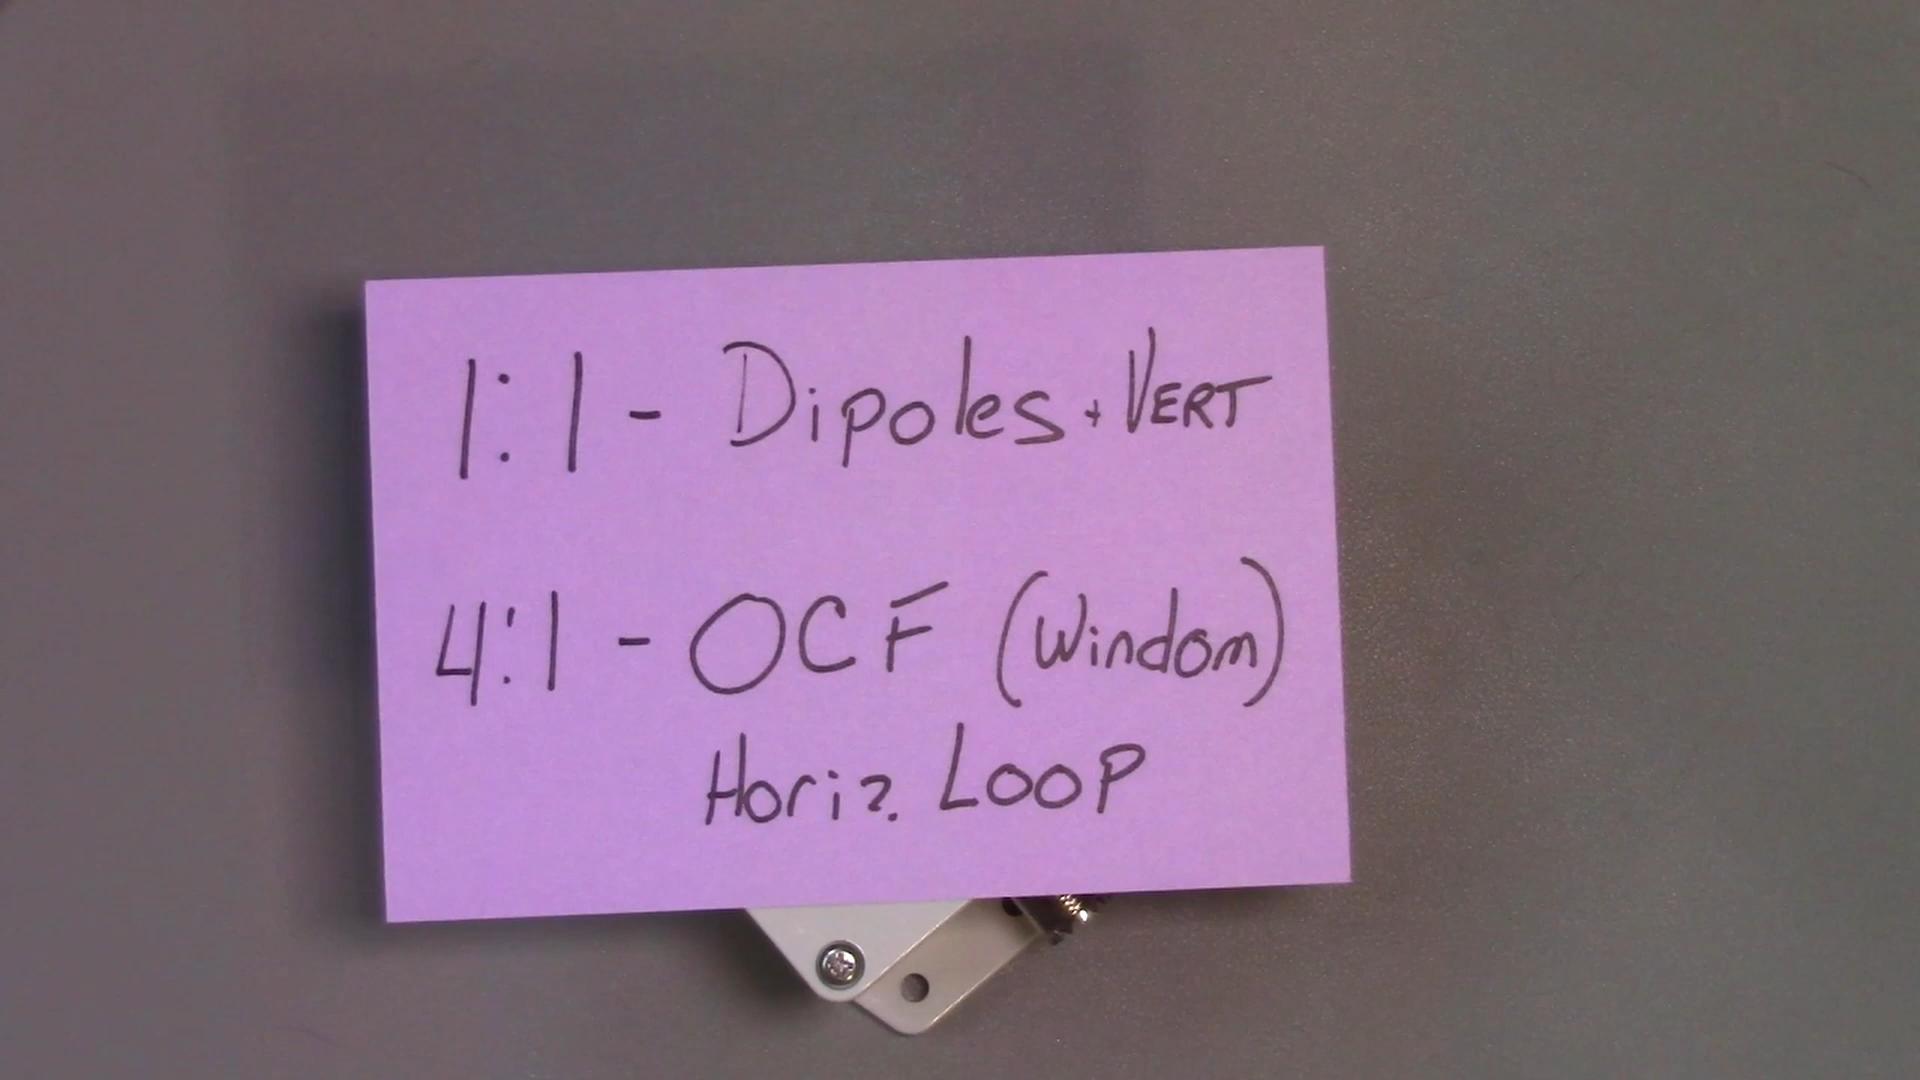 1:1 - Dipoles + VERT
4:1 - OCF (Windom)
Horiz. LOOP